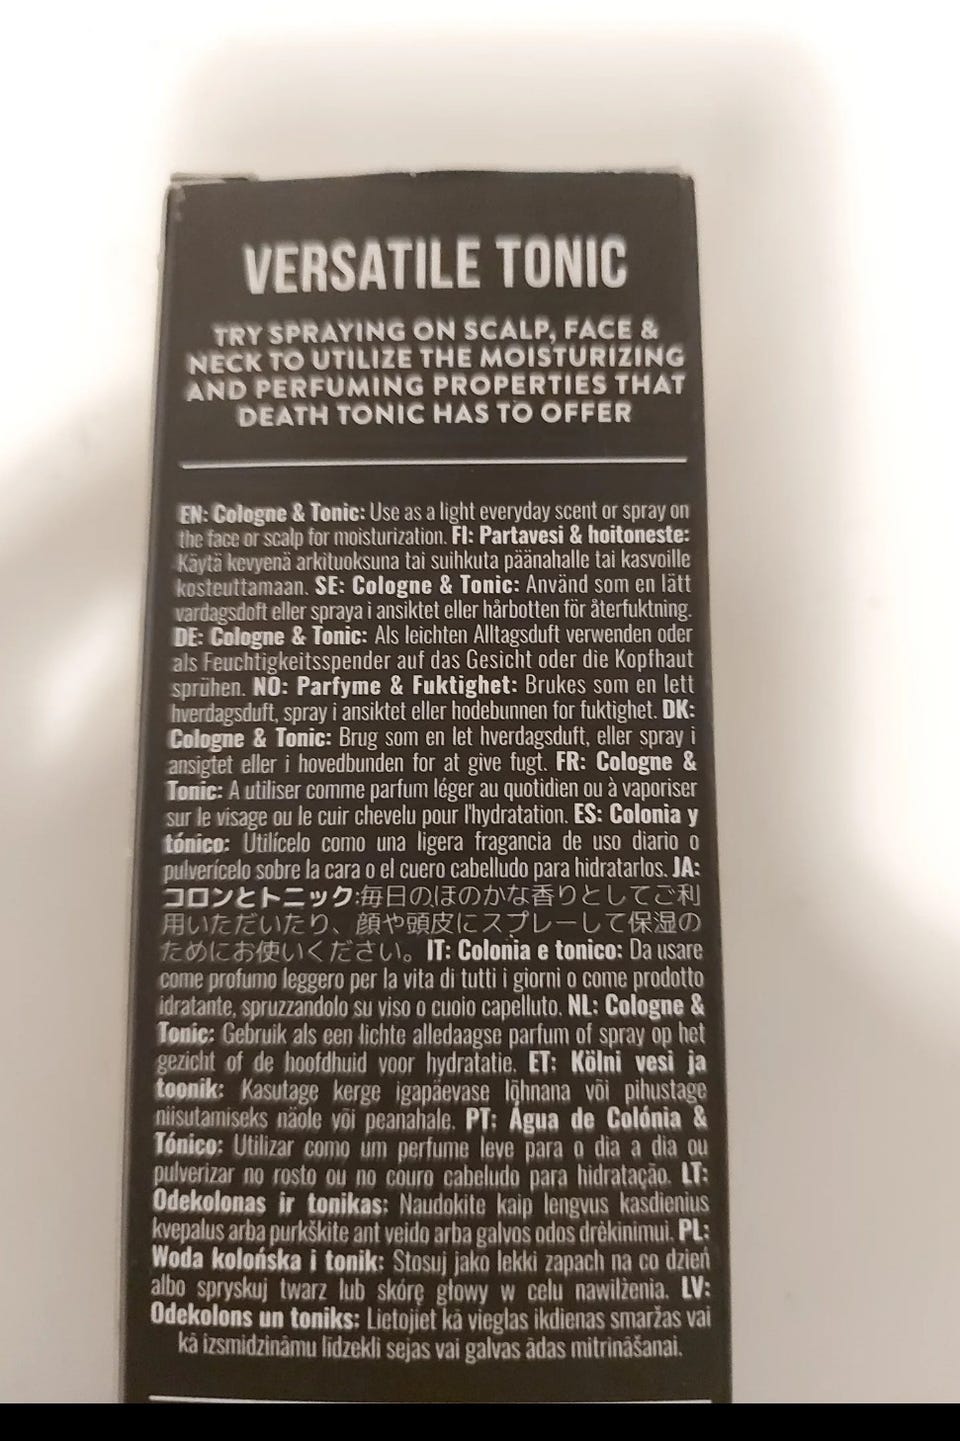 VERSATILE TONIC
TRY SPRAYING ON SCALP, FACE &
NECK TO UTILIZE THE MOISTURIZING
AND PERFUMING PROPERTIES THAT
DEATH TONIC HAS TO OFFER
EN: Cologne & Tonic: Use as a light everyday scent or spray on
the face or scalp for moisturization. FI: Partavesi & hoitoneste:
Käytä kevyenä arkituoksuna tai suihkuta päänahalle tai kasvoille
kosteuttamaan. SE: Cologne & Tonic: Använd som en lätt
vardagsdoft eller spraya i ansiktet eller hårbotten för återfuktning.
DE: Cologne & Tonic: Als leichten Alltagsduft verwenden oder
als Feuchtigkeitsspender auf das Gesicht oder die Kopfhaut
sprühen. NO: Parfyme & Fuktighet: Brukes som en lett
hverdagsduft, spray i ansiktet eller hodebunnen for fuktighet. DK:
Cologne & Tonic: Brug som en let hverdagsduft, eller spray i
ansigtet eller i hovedbunden for at give fugt. FR: Cologne &
Tonic: A utiliser comme parfum léger au quotidien ou à vaporiser
sur le visage ou le cuir chevelu pour l'hydratation. ES: Colonia y
tónico: Utilícelo como una ligera fragancia de uso diario o
pulverícelo sobre la cara o el cuero cabelludo para hidratarlos. JA:
コロンとトニック:毎日のほのかな香りとしてご利
用いただいたり、顔や頭皮にスプレーして保湿の
ためにお使いください。 IT: Colonia e tonico: Da usare
come profumo leggero per la vita di tutti i giorni o come prodotto
idratante, spruzzandolo su viso o cuoio capelluto. NL: Cologne &
Tonic: Gebruik als een lichte alledaagse parfum of spray op het
gezicht of de hoofdhuid voor hydratatie. ET: Kölni vesi ja
toonik: Kasutage kerge igapäevase lõhnana või pihustage
niisutamiseks näole või peanahale. PT: Água de Colónia &
Tónico: Utilizar como um perfume leve para o dia a dia ou
pulverizar no rosto ou no couro cabeludo para hidratação. LT:
Odekolonas ir tonikas: Naudokite kaip lengvus kasdienius
kvepalus arba purkškite ant veido arba galvos odos drėkinimui. PL:
Woda kolońska i tonik: Stosuj jako lekki zapach na co dzień
albo spryskuj twarz lub skórę głowy w celu nawilżenia. LV:
Odekolons un toniks: Lietojiet kā vieglas ikdienas smaržas vai
kā izsmidzināmu līdzekli sejas vai galvas ādas mitrināšanai.